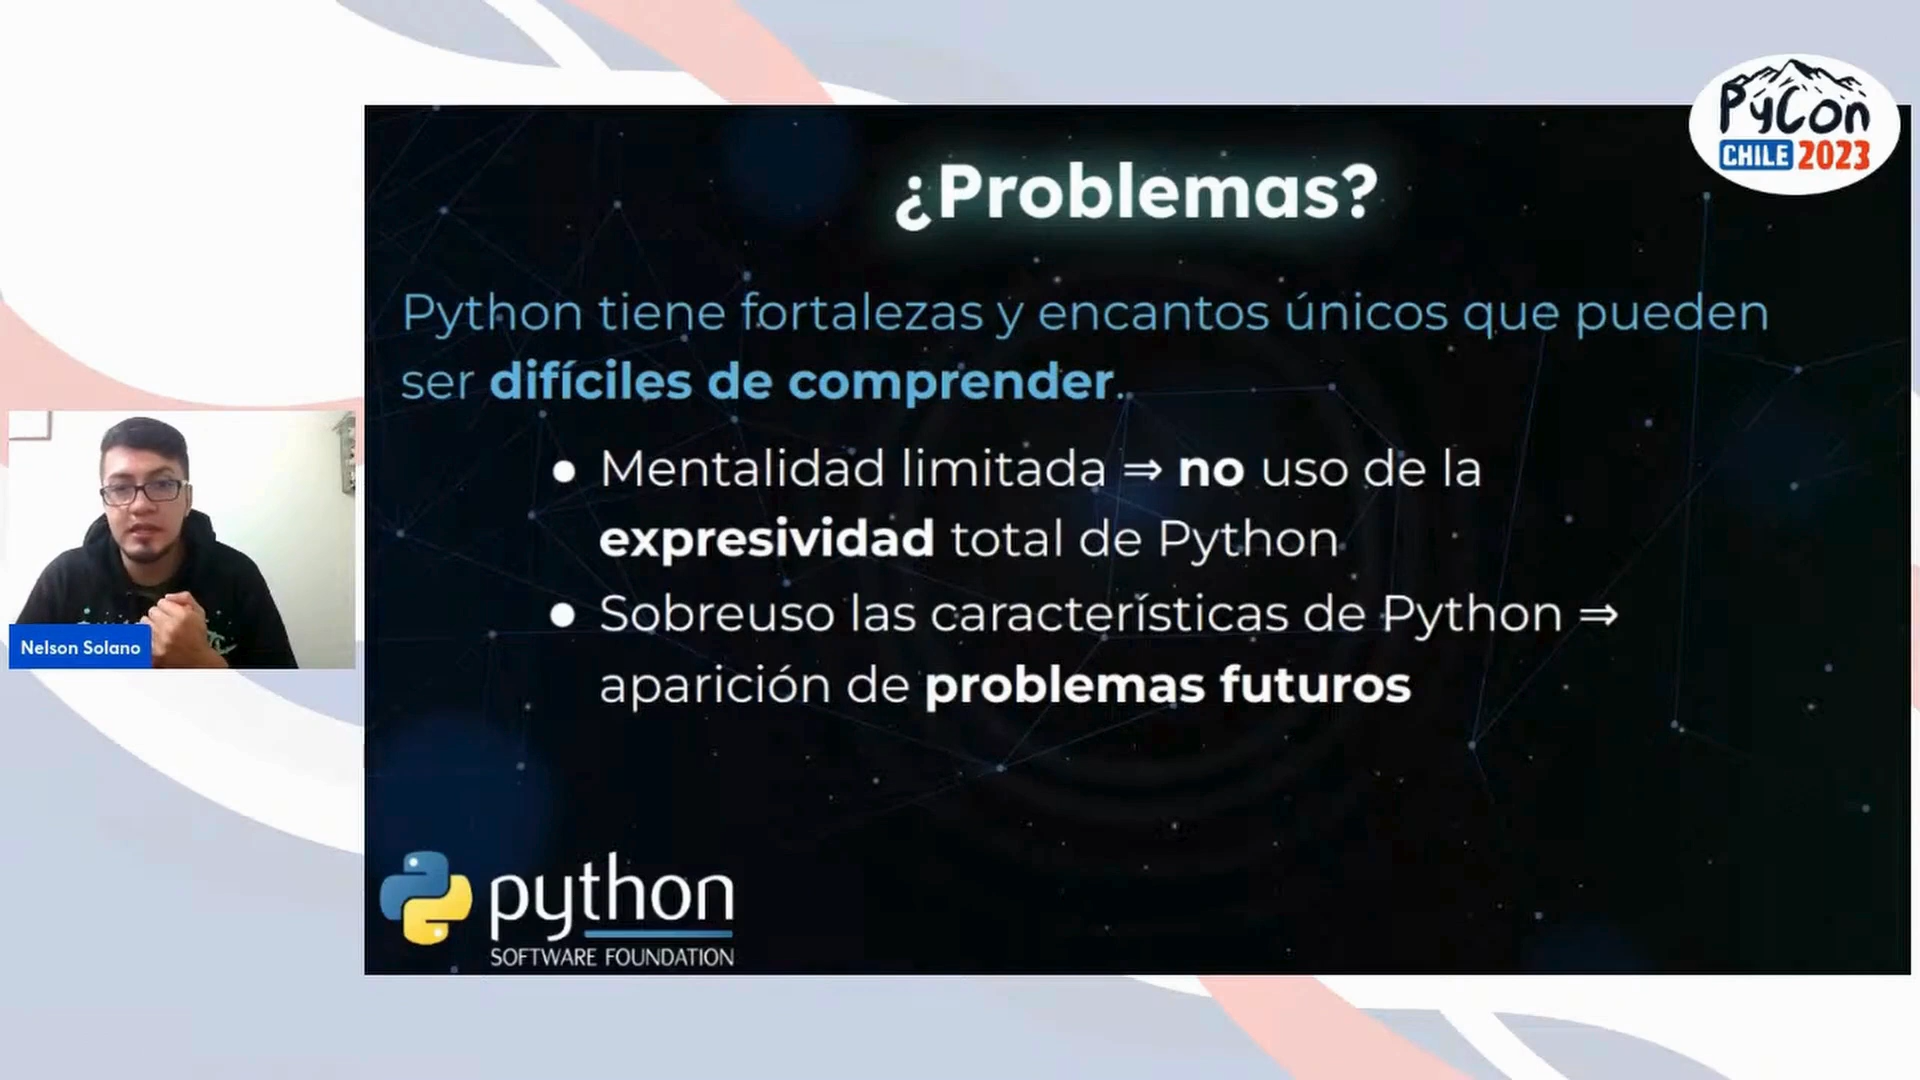 PyCon
CHILE 2023
¿Problemas?
Python tiene fortalezas y encantos únicos que pueden
ser difíciles de comprender.
● Mentalidad limitada ⇒ no uso de la
expresividad total de Python
● Sobreuso las características de Python ⇒
aparición de problemas futuros
Nelson Solano
python
SOFTWARE FOUNDATION